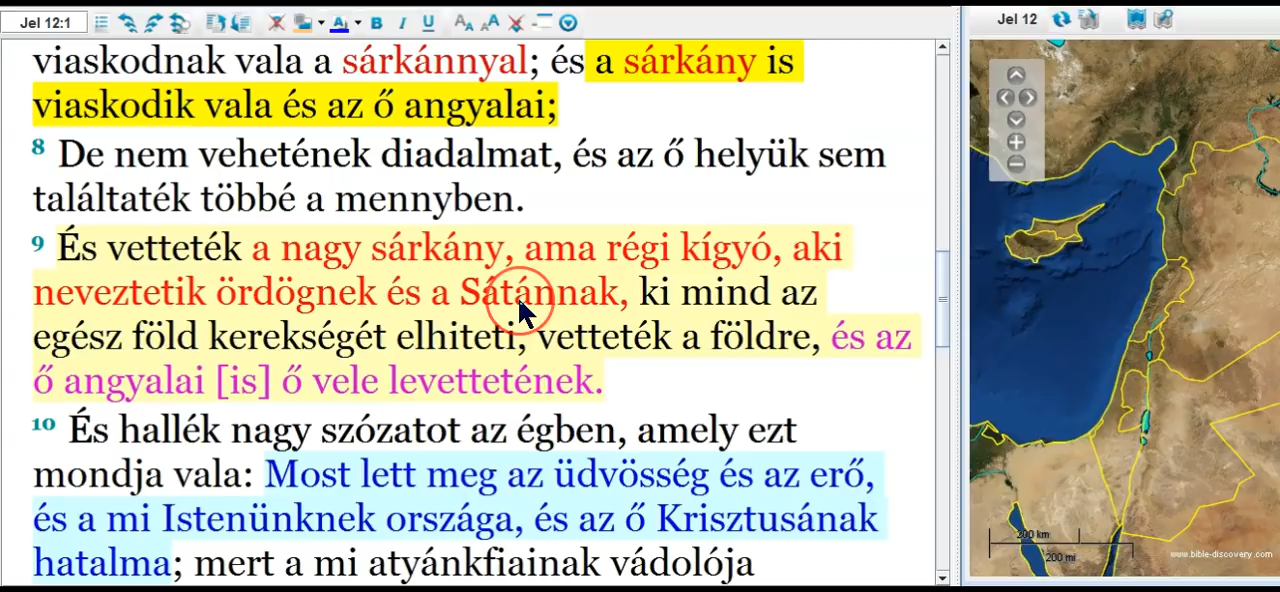 Jel 12:1
Jel 12
viaskodnak vala a sárkánnyal; és a sárkány is
viaskodik vala és az ő angyalai;
8 De nem vehetének diadalmat, és az ő helyük sem
találtaték többé a mennyben.
9 És vetteték a nagy sárkány, ama régi kígyó, aki
neveztetik ördögnek és a Sátánnak, ki mind az
egész föld kerekségét elhiteti, vetteték a földre, és az
ő angyalai [is] ő vele levettetének.
10 És hallék nagy szózatot az égben, amely ezt
mondja vala: Most lett meg az üdvösség és az erő,
és a mi Istenünknek országa, és az ő Krisztusának
hatalma; mert a mi atyánkfiainak vádolója
200 km
200 mi
www.bible-discovery.com